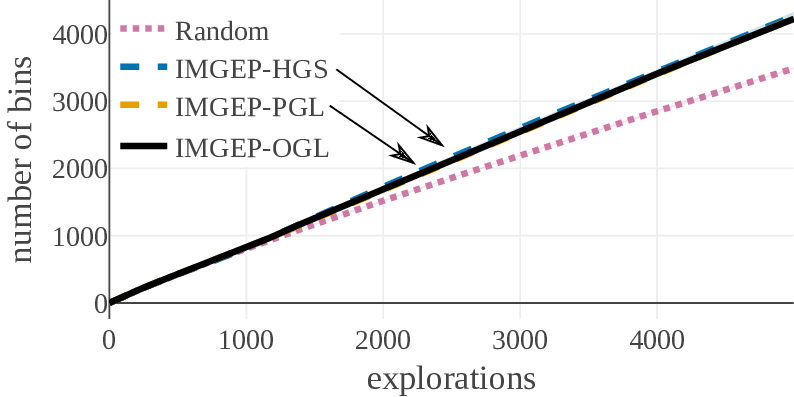 number of bins
4000
3000
2000
1000
0
Random
IMGEP-HGS
IMGEP-PGL
IMGEP-OGL
0 1000 2000 3000 4000
explorations